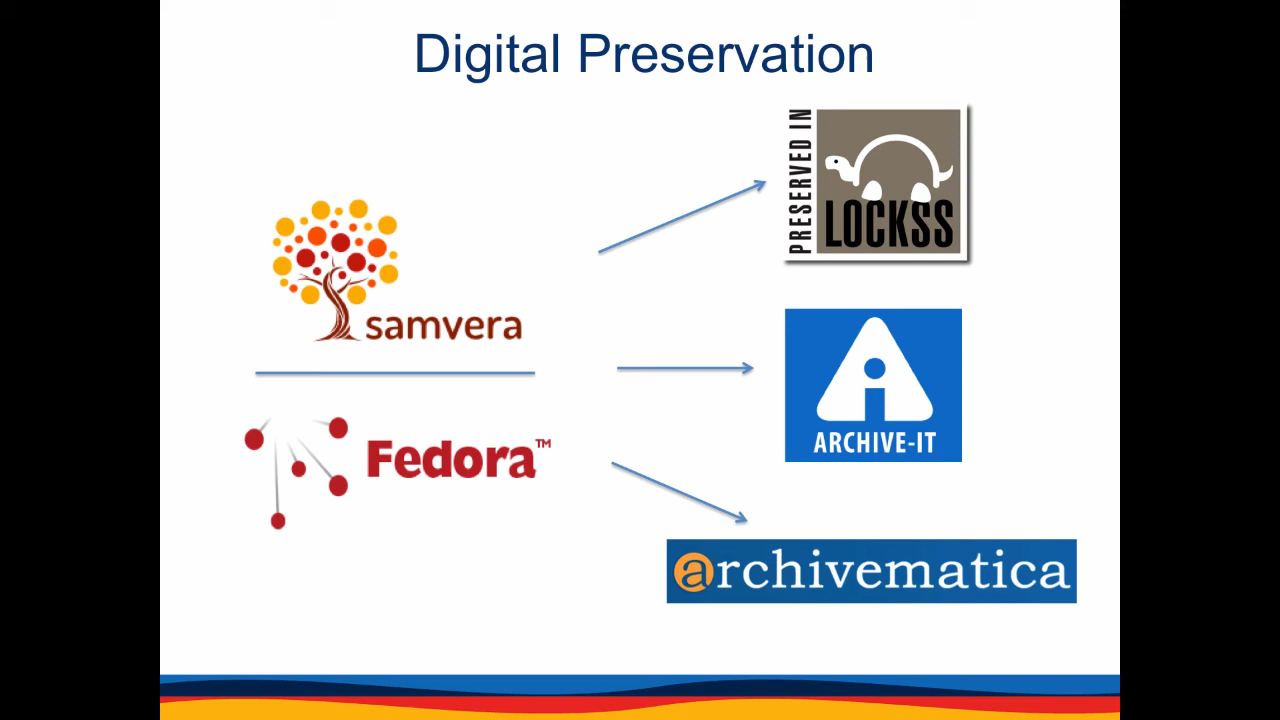 Digital Preservation
PRESERVED IN
LOCKSS
samvera
Fedora™
ARCHIVE-IT
archivematica